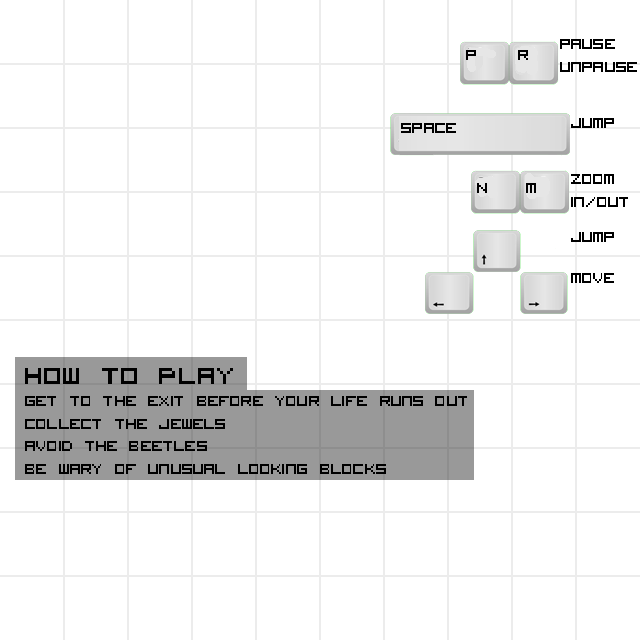 P R PAUSE
UNPAUSE
SPACE JUMP
N M ZOOM
IN/OUT
↑ JUMP
← → MOVE
HOW TO PLAY
GET TO THE EXIT BEFORE YOUR LIFE RUNS OUT
COLLECT THE JEWELS
AVOID THE BEETLES
BE WARY OF UNUSUAL LOOKING BLOCKS